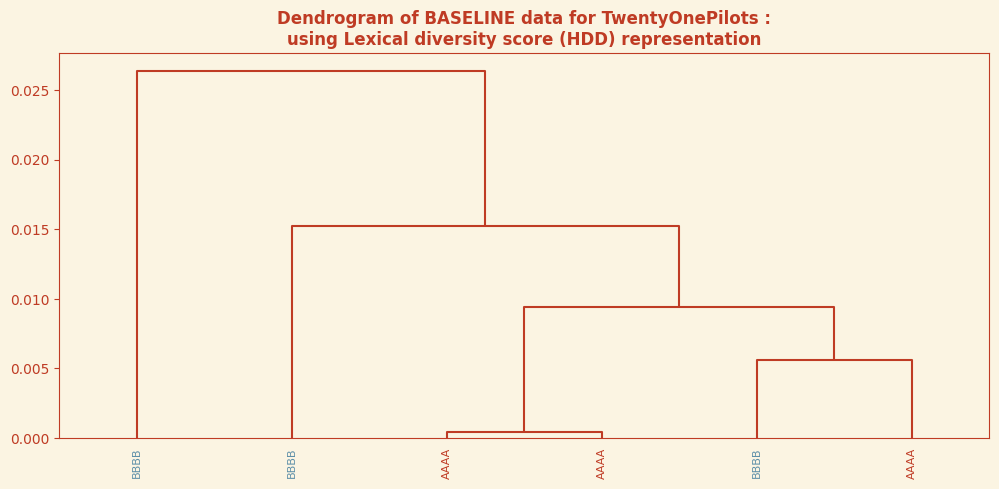 Dendrogram of BASELINE data for TwentyOnePilots :
using Lexical diversity score (HDD) representation
0.025
0.020
0.015
0.010
0.005
0.000
BBBB
BBBB
AAAA
AAAA
BBBB
AAAA